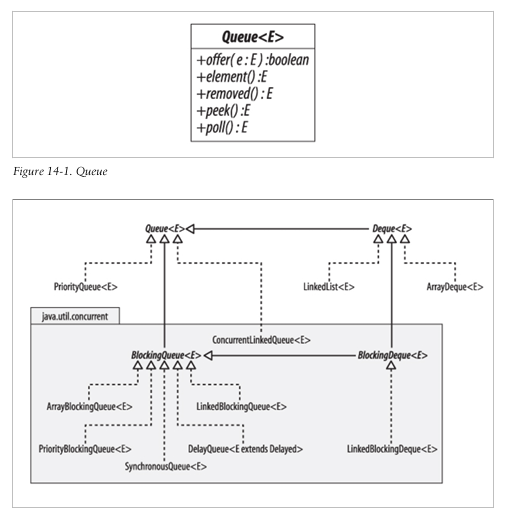 Queue<E>
+offer( e : E ) :boolean
+element() :E
+removed() : E
+peek() :E
+poll() : E
Figure 14-1. Queue
Queue<E>
Deque<E>
PriorityQueue<E>
LinkedList<E>
ArrayDeque<E>
java.util.concurrent
ConcurrentLinkedQueue<E>
BlockingQueue<E>
BlockingDeque<E>
ArrayBlockingQueue<E>
LinkedBlockingQueue<E>
PriorityBlockingQueue<E>
DelayQueue<E extends Delayed>
LinkedBlockingDeque<E>
SynchronousQueue<E>